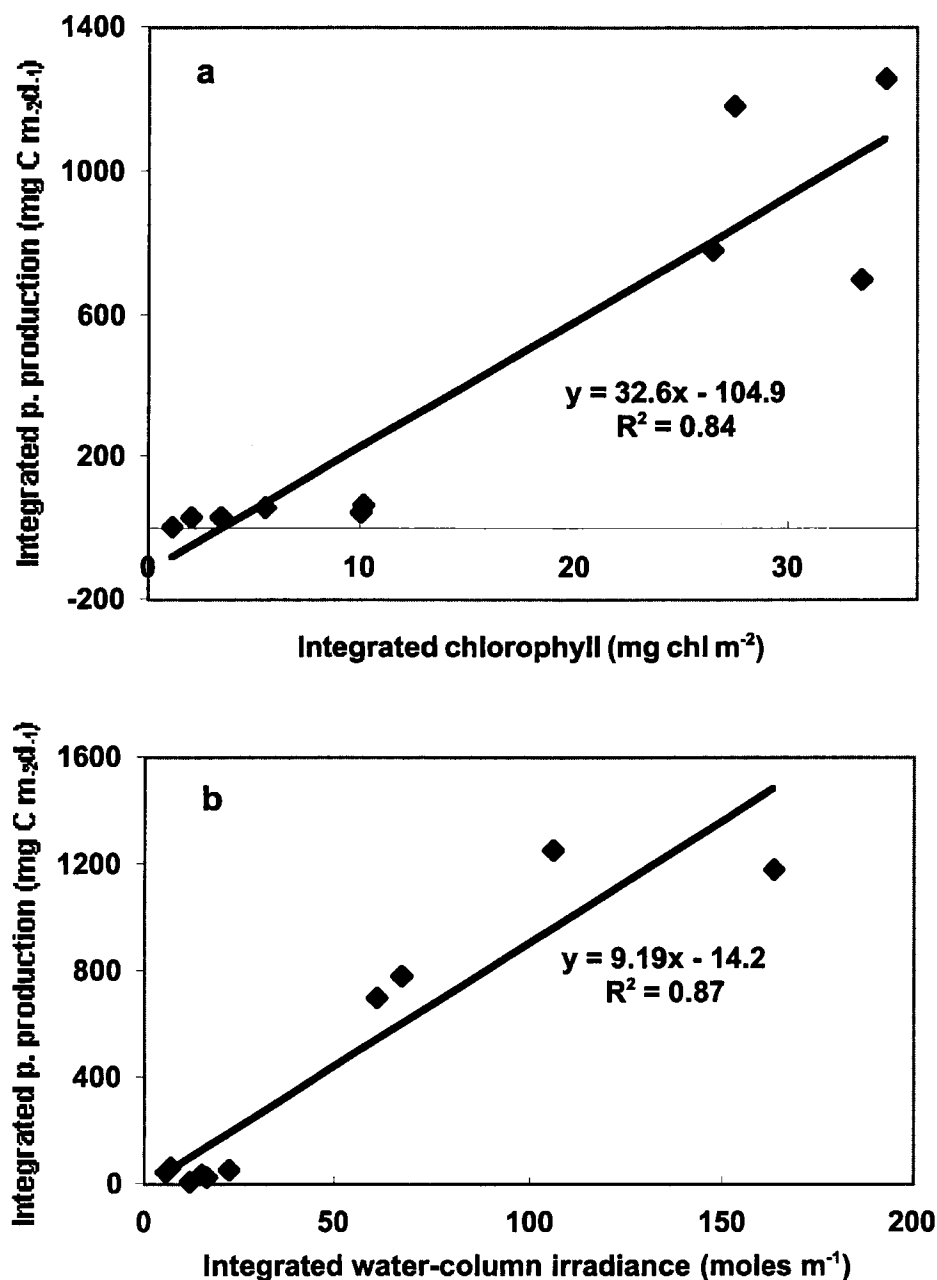 1400
a
1000
600
200
-200
0
10
20
30
y = 32.6x - 104.9
R² = 0.84
Integrated p. production (mg C m-2d-1)
Integrated chlorophyll (mg chl m⁻²)
1600
b
1200
800
400
0
0
50
100
150
200
y = 9.19x - 14.2
R² = 0.87
Integrated p. production (mg C m-2d-1)
Integrated water-column irradiance (moles m⁻¹)